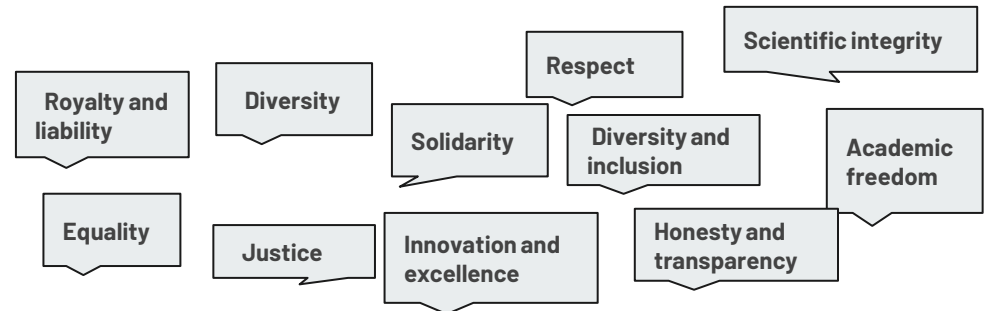 Scientific integrity
Respect
Royalty and
liability
Diversity
Solidarity
Diversity and
inclusion
Academic
freedom
Equality
Justice
Innovation and
excellence
Honesty and
transparency